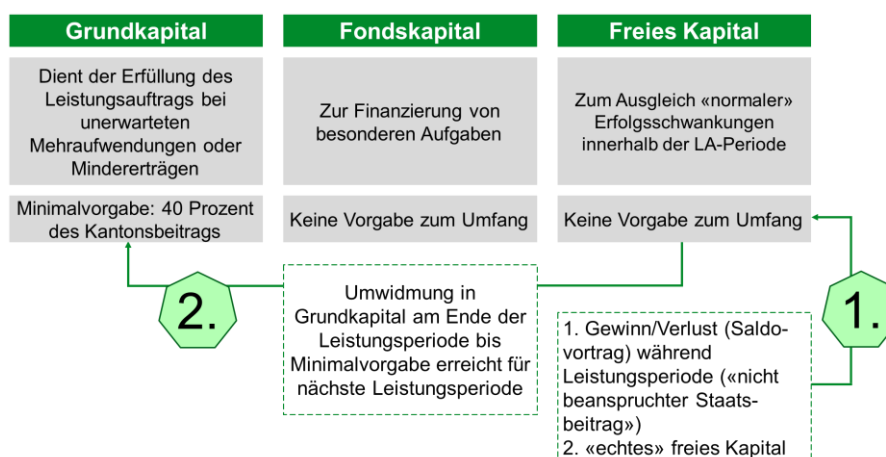 Grundkapital
Dient der Erfüllung des
Leistungsauftrags bei
unerwarteten
Mehraufwendungen oder
Mindererträgen
Minimalvorgabe: 40 Prozent
des Kantonsbeitrags
Fondskapital
Zur Finanzierung von
besonderen Aufgaben
Keine Vorgabe zum Umfang
Freies Kapital
Zum Ausgleich «normaler»
Erfolgsschwankungen
innerhalb der LA-Periode
Keine Vorgabe zum Umfang
2.
Umwidmung in
Grundkapital am Ende der
Leistungsperiode bis
Minimalvorgabe erreicht für
nächste Leistungsperiode
1. Gewinn/Verlust (Saldo-
vortrag) während
Leistungsperiode («nicht
beanspruchter Staats-
beitrag»)
2. «echtes» freies Kapital
1.